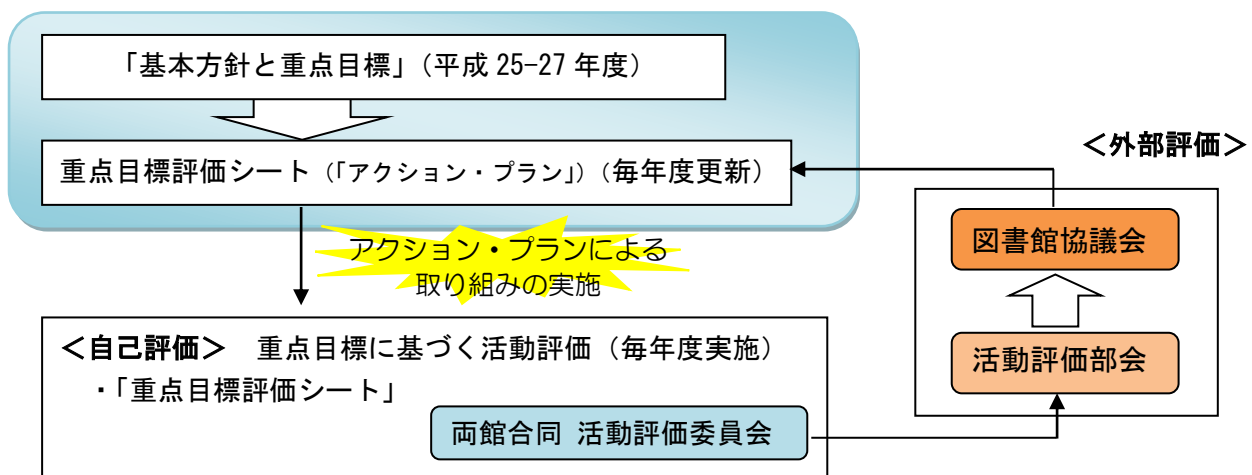 「基本方針と重点目標」（平成 25-27 年度）
重点目標評価シート（「アクション・プラン」）（毎年度更新）
アクション・プランによる
取り組みの実施
＜自己評価＞　重点目標に基づく活動評価（毎年度実施）
・「重点目標評価シート」
両館合同 活動評価委員会
＜外部評価＞
図書館協議会
活動評価部会